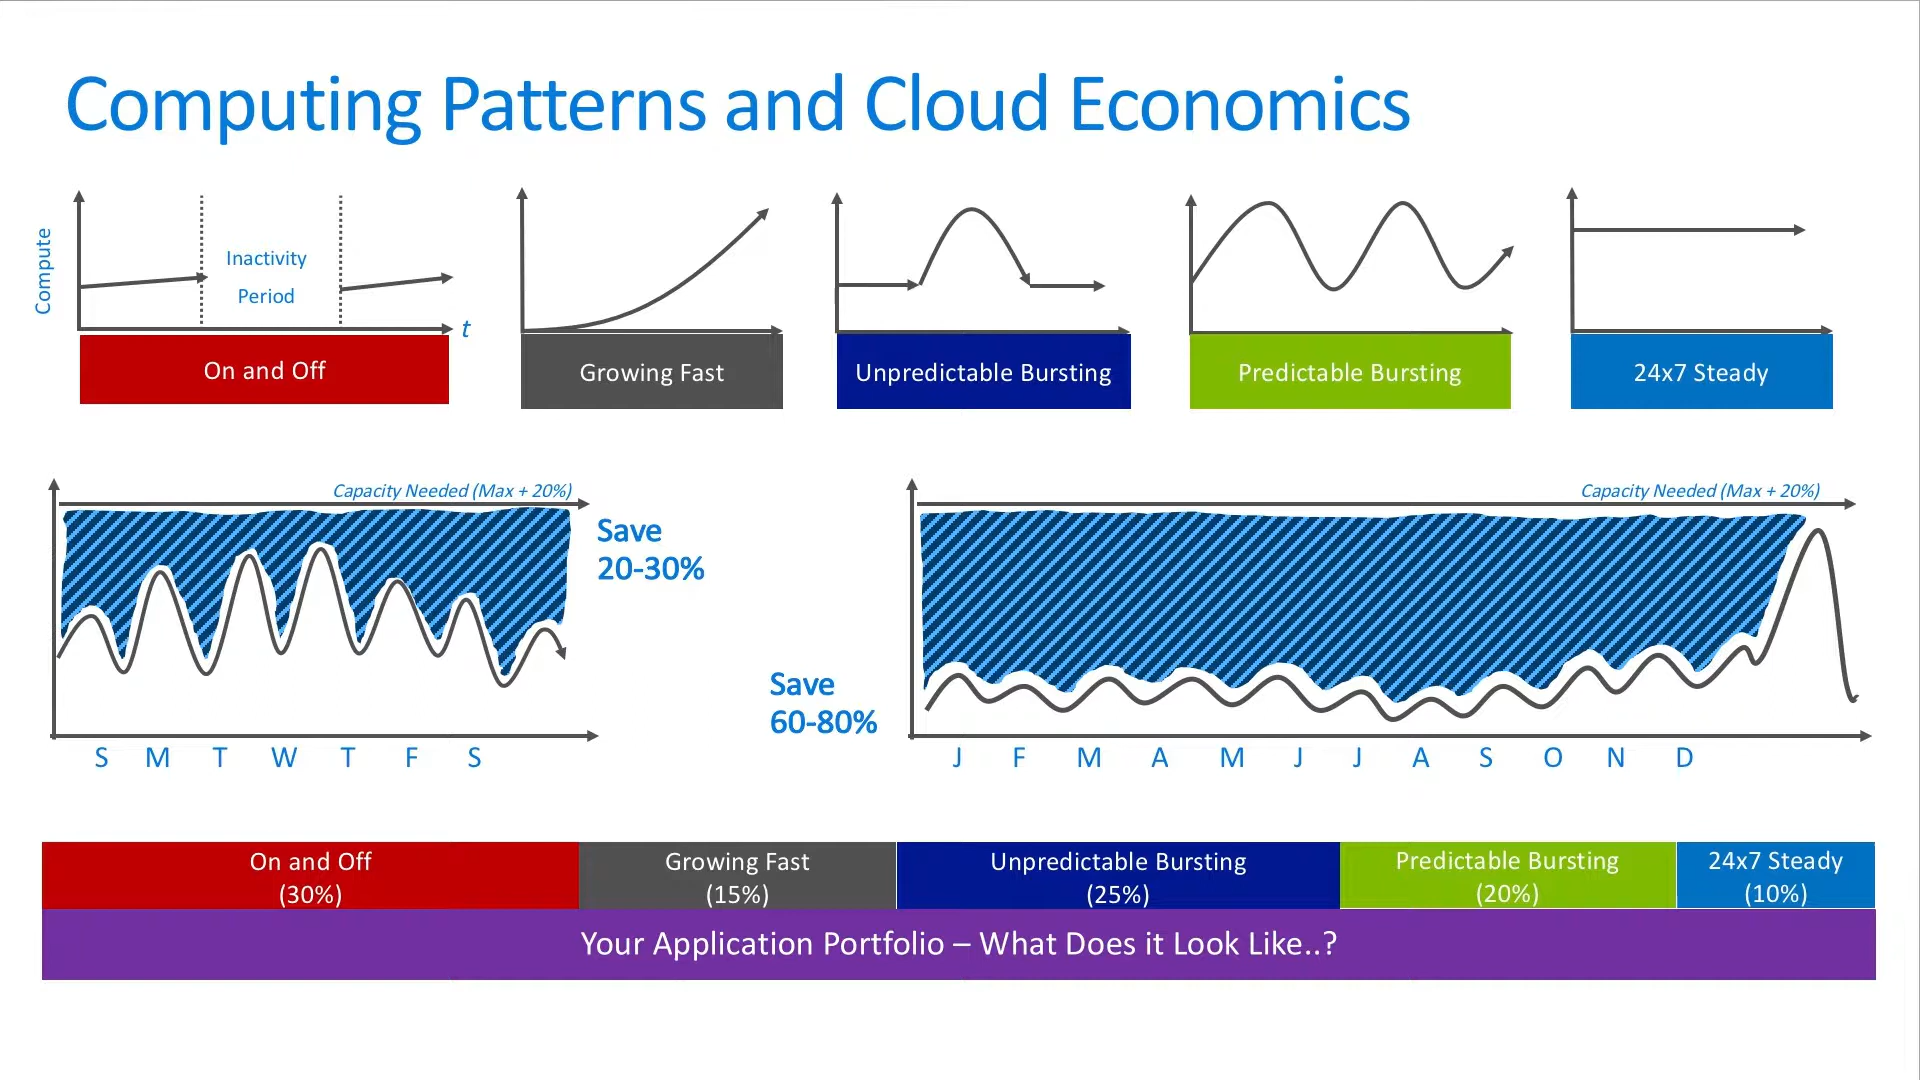 Computing Patterns and Cloud Economics
Compute
Inactivity
Period
t
On and Off
Growing Fast
Unpredictable Bursting
Predictable Bursting
24x7 Steady
Capacity Needed (Max + 20%)
Save
20-30%
S M T W T F S
Capacity Needed (Max + 20%)
Save
60-80%
J F M A M J J A S O N D
On and Off
(30%)
Growing Fast
(15%)
Unpredictable Bursting
(25%)
Predictable Bursting
(20%)
24x7 Steady
(10%)
Your Application Portfolio – What Does it Look Like..?